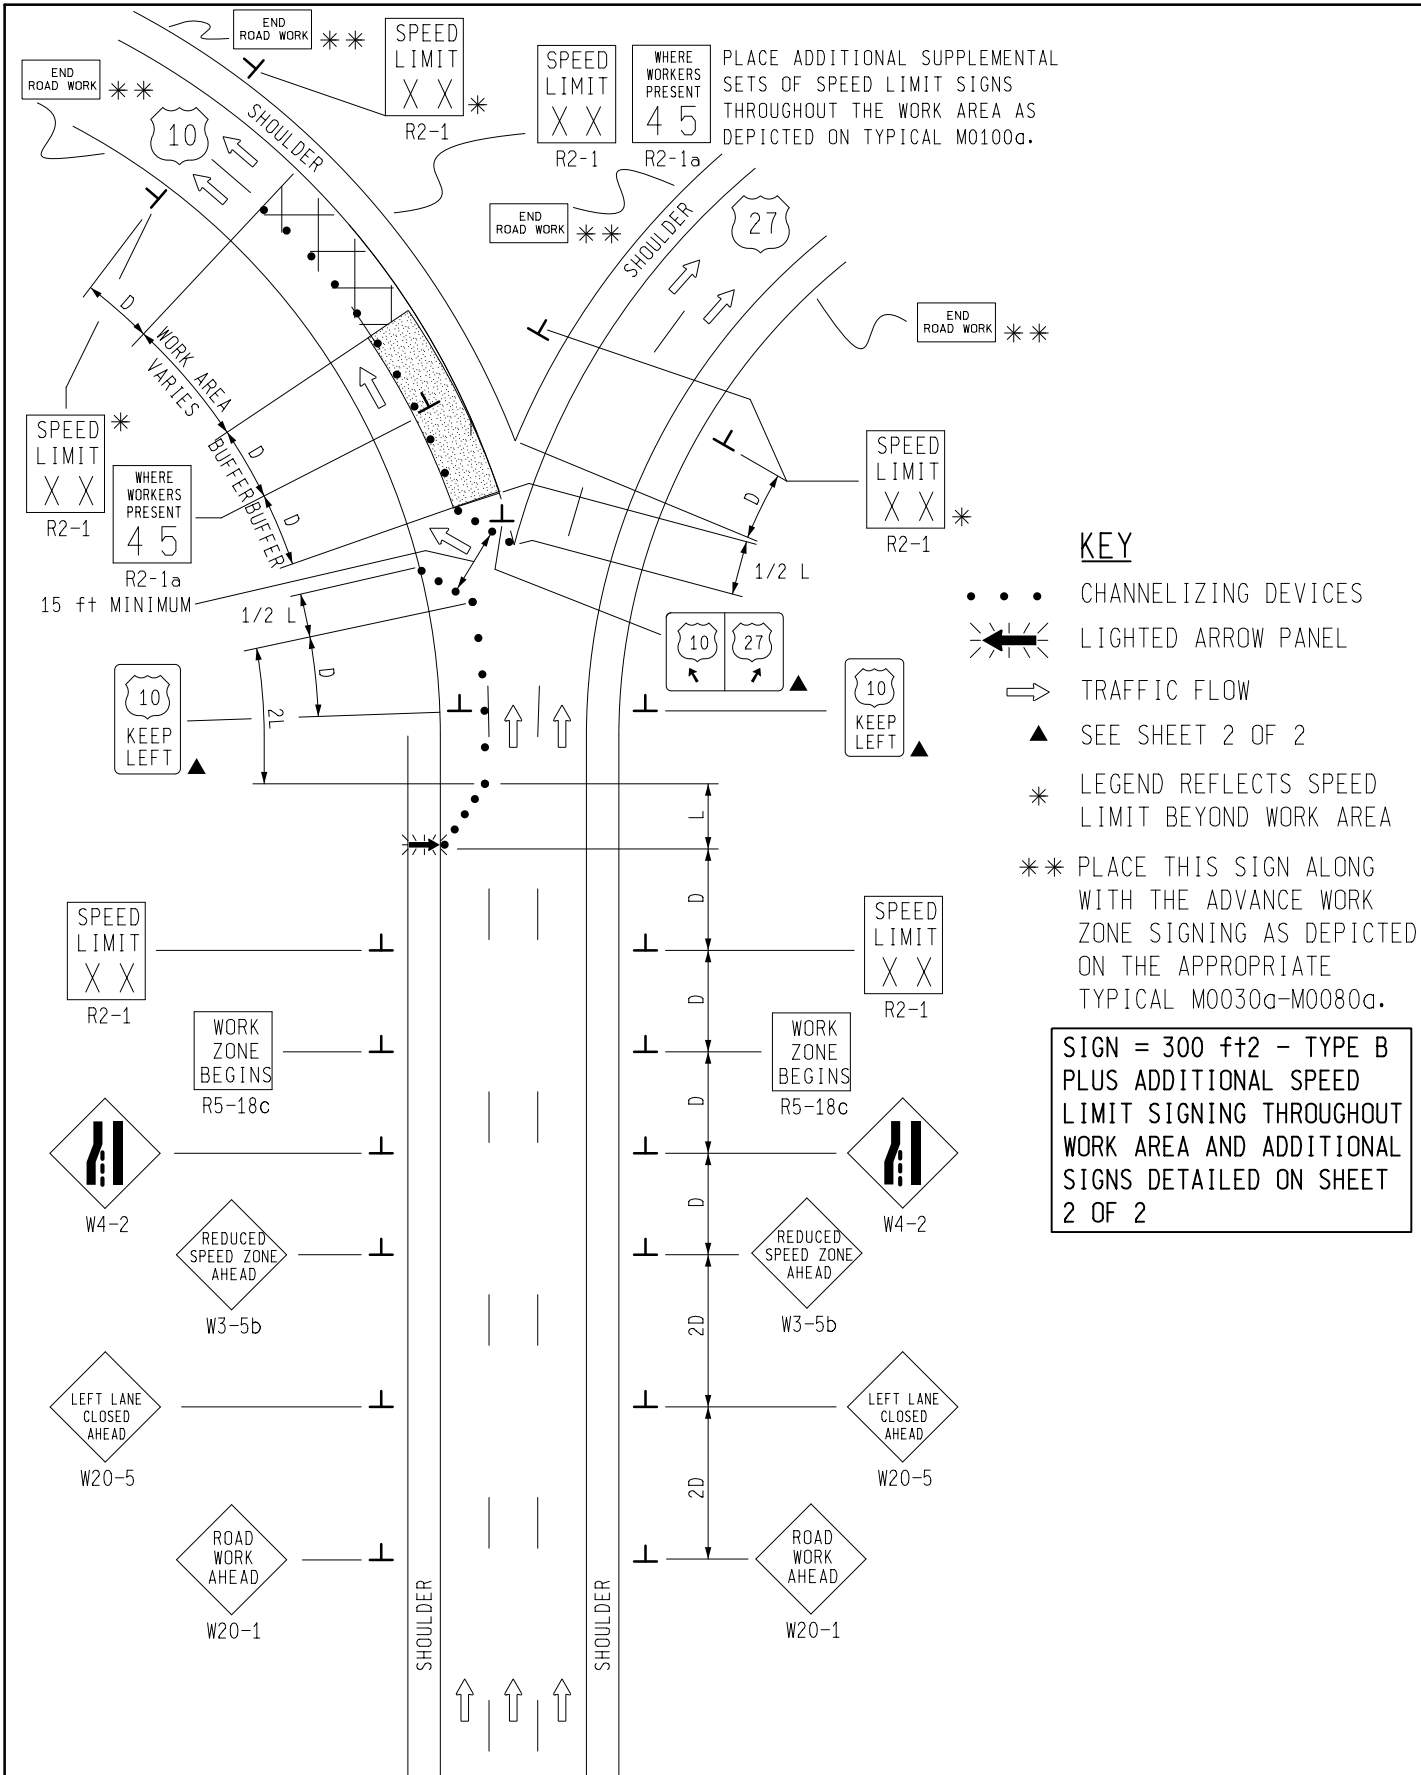 END
ROAD WORK
* *
SPEED
LIMIT
X X
*
R2-1
END
ROAD WORK
* *
10
SHOULDER
SPEED
LIMIT
X X
R2-1
WHERE
WORKERS
PRESENT
4 5
R2-1a
PLACE ADDITIONAL SUPPLEMENTAL
SETS OF SPEED LIMIT SIGNS
THROUGHOUT THE WORK AREA AS
DEPICTED ON TYPICAL M0100a.
END
ROAD WORK
* *
SHOULDER
27
END
ROAD WORK
* *
D
WORK AREA
VARIES
D
BUFFER
D
BUFFER
SPEED
LIMIT
X X
*
R2-1
WHERE
WORKERS
PRESENT
4 5
R2-1a
15 ft MINIMUM
SPEED
LIMIT
X X
*
R2-1
D
1/2 L
1/2 L
D
2L
10
KEEP
LEFT
10
27
10
KEEP
LEFT
KEY
CHANNELIZING DEVICES
LIGHTED ARROW PANEL
TRAFFIC FLOW
SEE SHEET 2 OF 2
* LEGEND REFLECTS SPEED
LIMIT BEYOND WORK AREA
* * PLACE THIS SIGN ALONG
WITH THE ADVANCE WORK
ZONE SIGNING AS DEPICTED
ON THE APPROPRIATE
TYPICAL M0030a-M0080a.
SIGN = 300 ft2 - TYPE B
PLUS ADDITIONAL SPEED
LIMIT SIGNING THROUGHOUT
WORK AREA AND ADDITIONAL
SIGNS DETAILED ON SHEET
2 OF 2
L
D
SPEED
LIMIT
X X
R2-1
SPEED
LIMIT
X X
R2-1
D
WORK
ZONE
BEGINS
R5-18c
WORK
ZONE
BEGINS
R5-18c
D
W4-2
W4-2
D
REDUCED
SPEED ZONE
AHEAD
W3-5b
REDUCED
SPEED ZONE
AHEAD
W3-5b
2D
LEFT LANE
CLOSED
AHEAD
W20-5
LEFT LANE
CLOSED
AHEAD
W20-5
2D
ROAD
WORK
AHEAD
W20-1
ROAD
WORK
AHEAD
W20-1
SHOULDER
SHOULDER